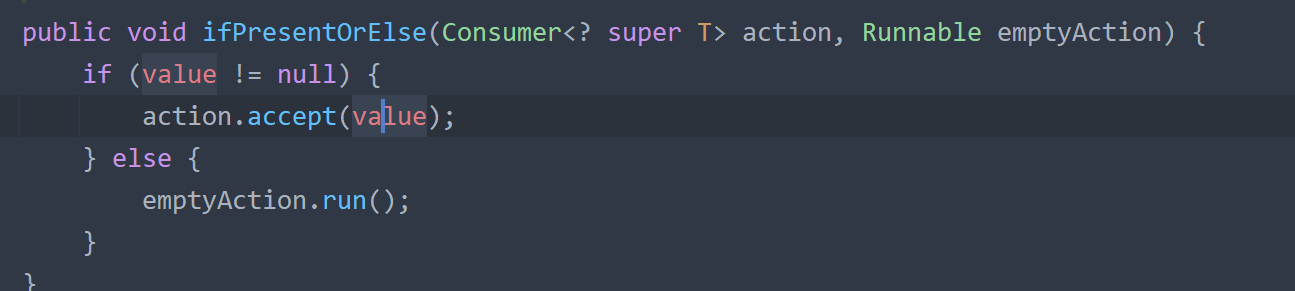 public void ifPresentOrElse(Consumer<? super T> action, Runnable emptyAction) {
    if (value != null) {
        action.accept(value);
    } else {
        emptyAction.run();
    }
}